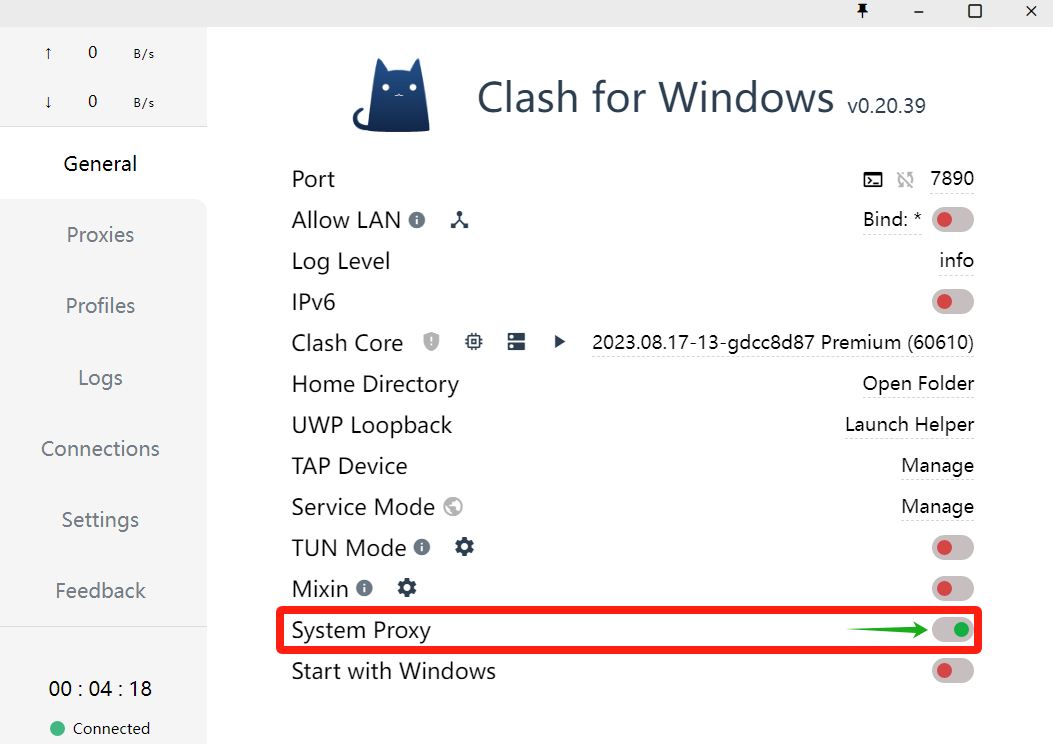 ↑ 0 B/s
↓ 0 B/s
General
Proxies
Profiles
Logs
Connections
Settings
Feedback
00 : 04 : 18
Connected
Clash for Windows v0.20.39
Port 7890
Allow LAN Bind: *
Log Level info
IPv6
Clash Core 2023.08.17-13-gdcc8d87 Premium (60610)
Home Directory Open Folder
UWP Loopback Launch Helper
TAP Device Manage
Service Mode Manage
TUN Mode
Mixin
System Proxy
Start with Windows